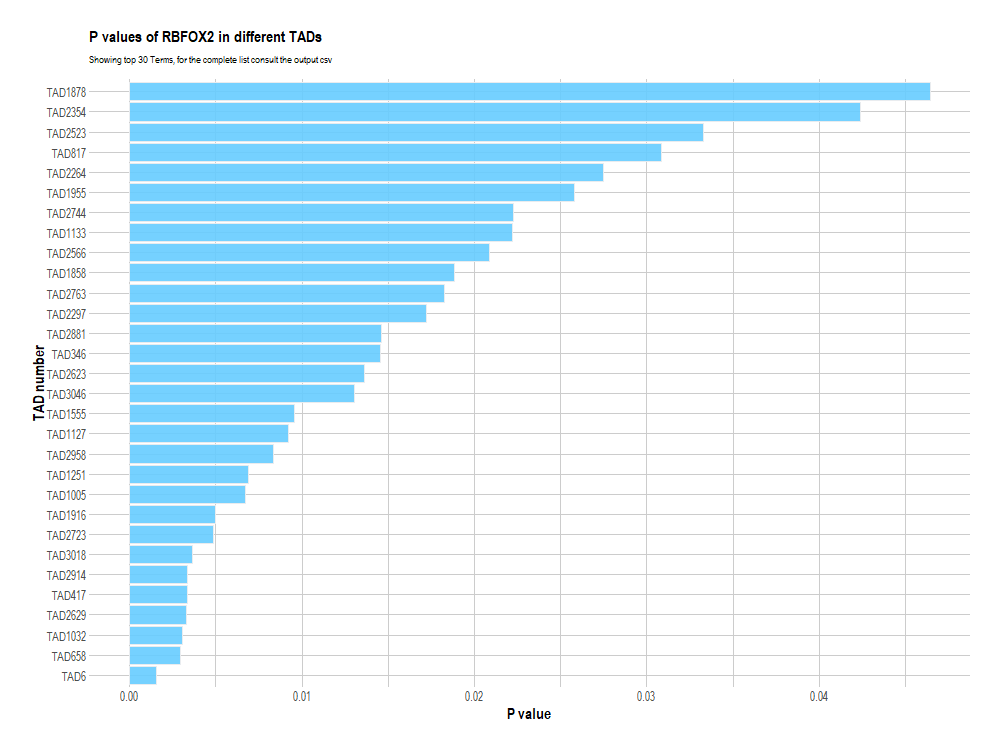 P values of RBFOX2 in different TADs
Showing top 30 Terms, for the complete list consult the output csv
TAD number
TAD1878
TAD2354
TAD2523
TAD817
TAD2264
TAD1955
TAD2744
TAD1133
TAD2566
TAD1858
TAD2763
TAD2297
TAD2881
TAD346
TAD2623
TAD3046
TAD1555
TAD1127
TAD2958
TAD1251
TAD1005
TAD1916
TAD2723
TAD3018
TAD2914
TAD417
TAD2629
TAD1032
TAD658
TAD6
0.00 0.01 0.02 0.03 0.04
P value